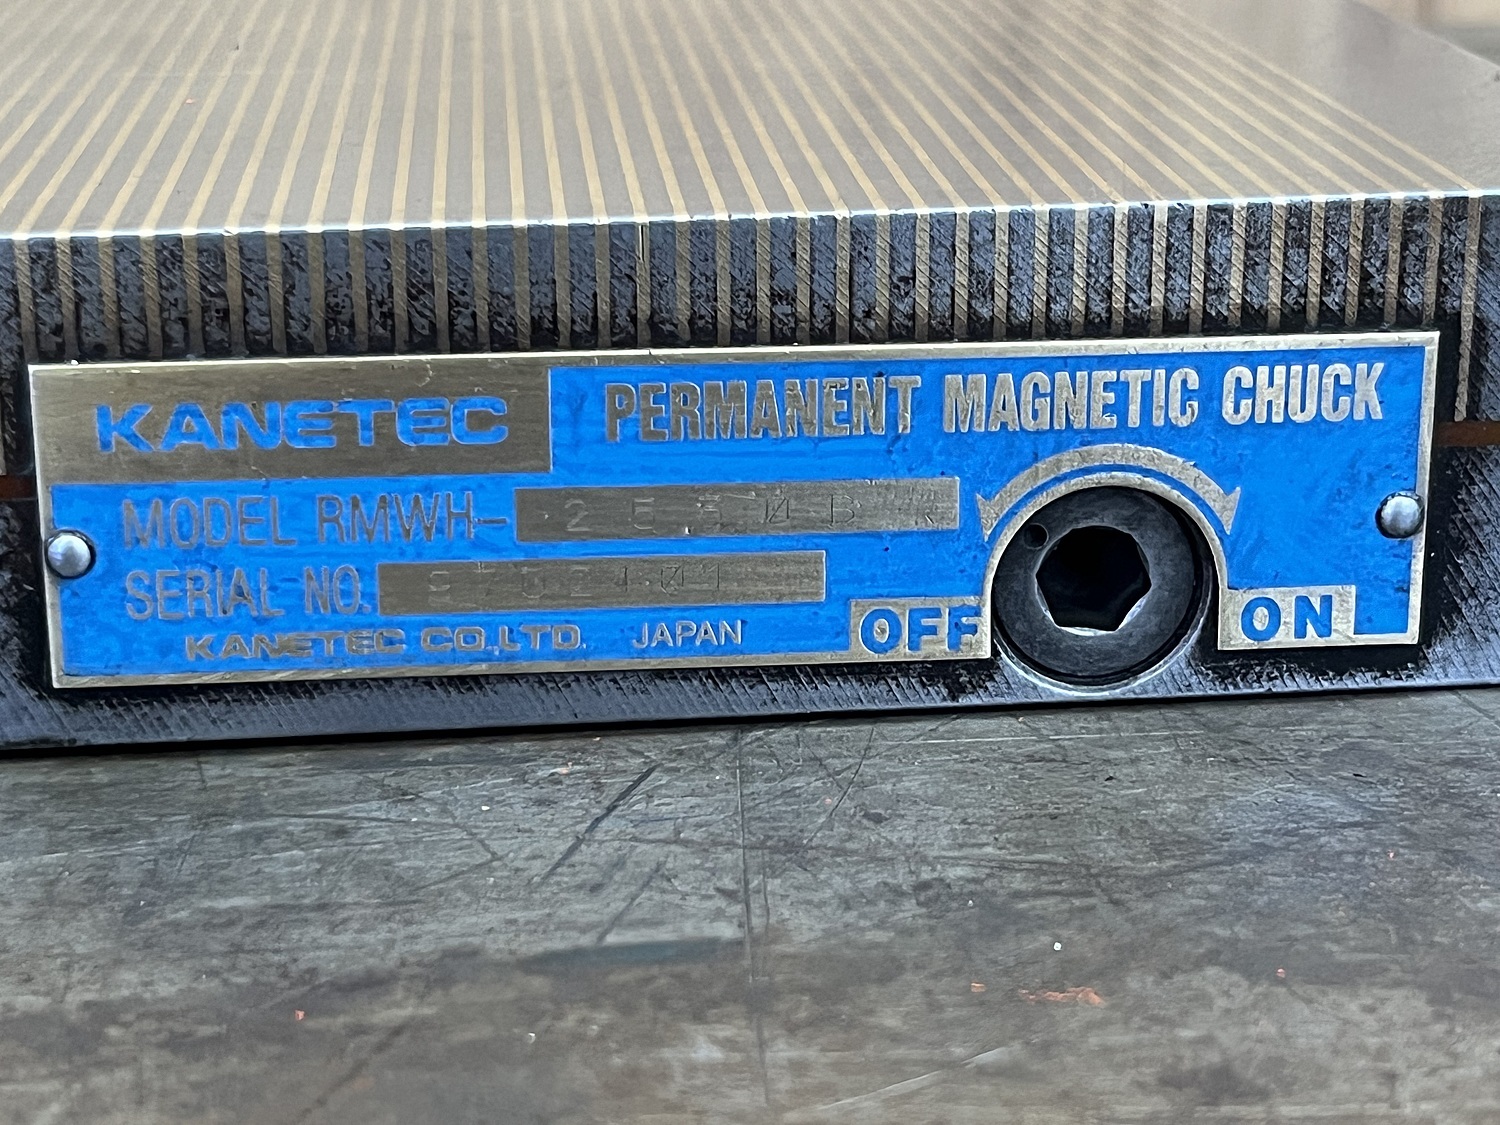 KANETEC
PERMANENT MAGNETIC CHUCK
MODEL RMWH-
SERIAL NO.
KANETEC CO.LTD. JAPAN
OFF
ON